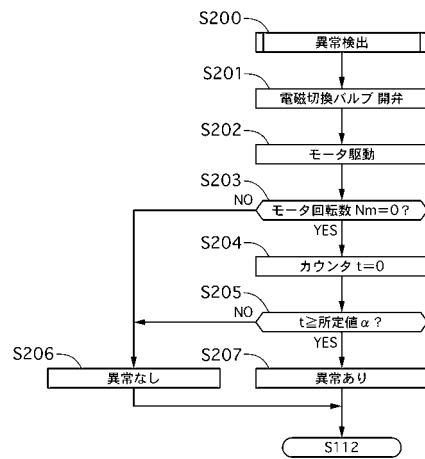 S200
異常検出
S201
電磁切換バルブ 開弁
S202
モータ駆動
S203
NO
モータ回転数 Nm=0?
YES
S204
カウンタ t=0
S205
NO
t≧所定値 α?
YES
S206
異常なし
S207
異常あり
S112